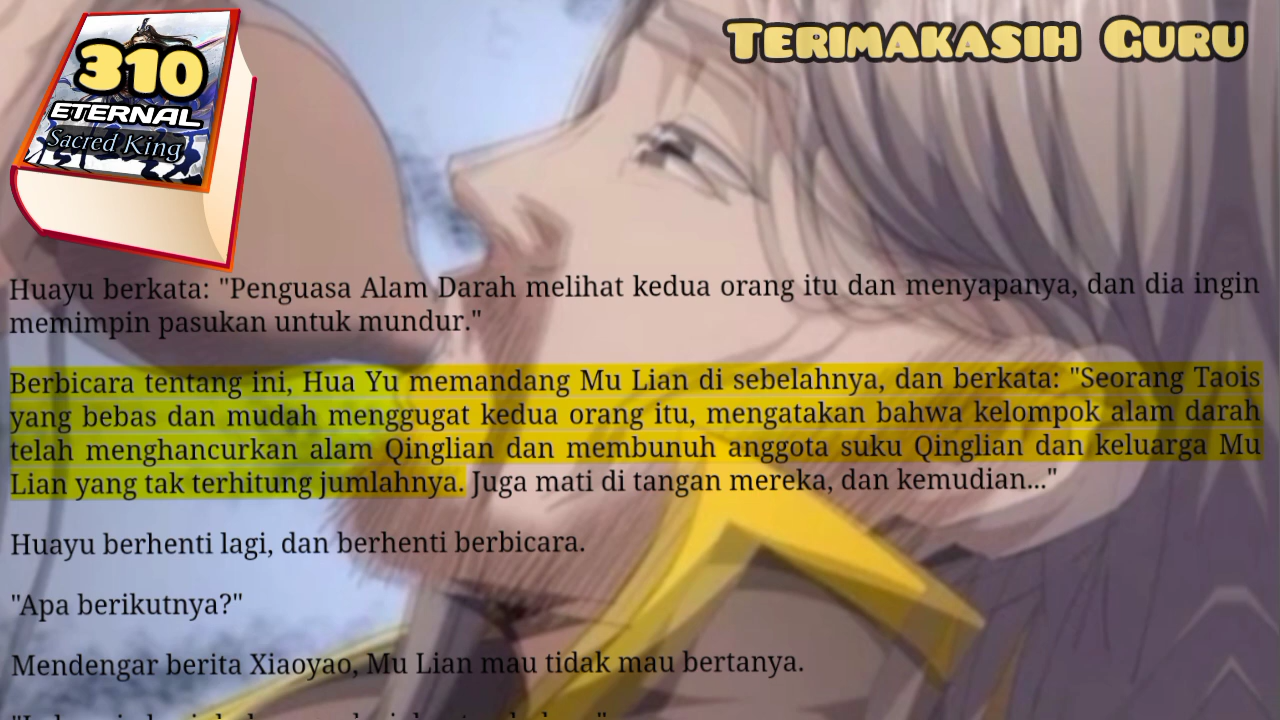 310
ETERNAL
Sacred King
TERIMAKASIH GURU
Huayu berkata: "Penguasa Alam Darah melihat kedua orang itu dan menyapanya, dan dia ingin
memimpin pasukan untuk mundur."
Berbicara tentang ini, Hua Yu memandang Mu Lian di sebelahnya, dan berkata: "Seorang Taois
yang bebas dan mudah menggugat kedua orang itu, mengatakan bahwa kelompok alam darah
telah menghancurkan alam Qinglian dan membunuh anggota suku Qinglian dan keluarga Mu
Lian yang tak terhitung jumlahnya. Juga mati di tangan mereka, dan kemudian..."
Huayu berhenti lagi, dan berhenti berbicara.
"Apa berikutnya?"
Mendengar berita Xiaoyao, Mu Lian mau tidak mau bertanya.